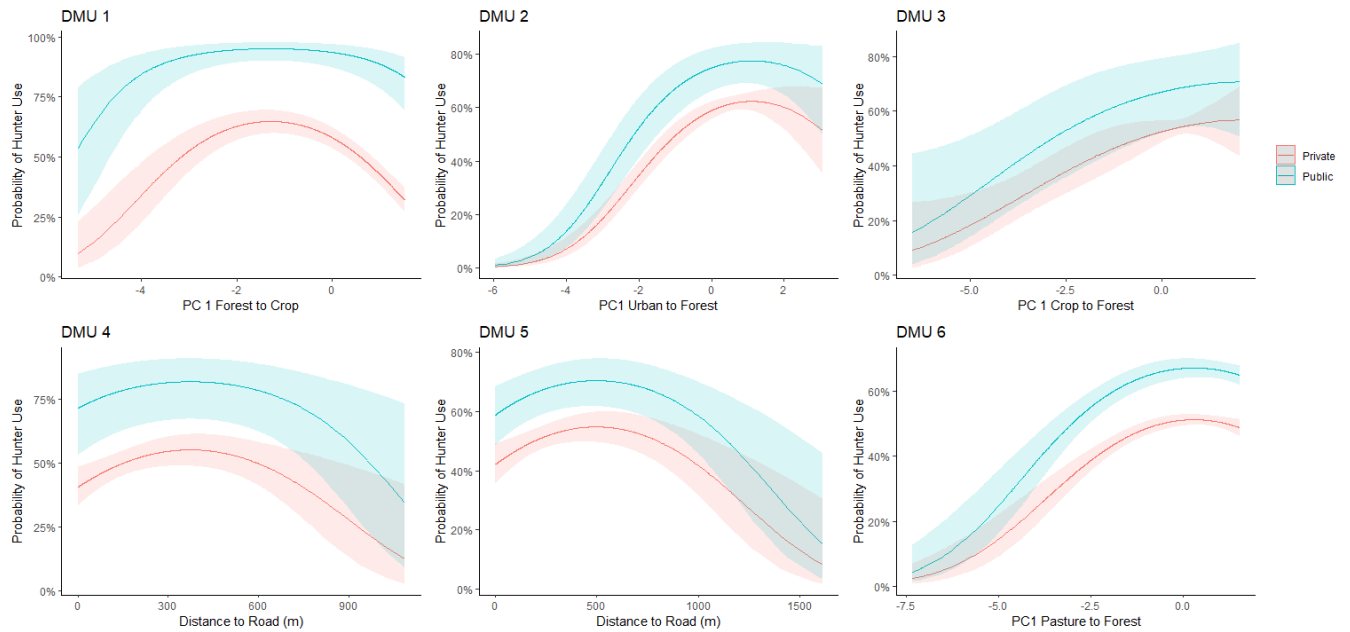 DMU 1
Probability of Hunter Use
100%
75%
50%
25%
0%
-4
-2
0
PC 1 Forest to Crop
DMU 2
Probability of Hunter Use
80%
60%
40%
20%
0%
-6
-4
-2
0
2
PC1 Urban to Forest
DMU 3
Probability of Hunter Use
80%
60%
40%
20%
0%
-5.0
-2.5
0.0
PC 1 Crop to Forest
Private
Public
DMU 4
Probability of Hunter Use
75%
50%
25%
0%
0
300
600
900
Distance to Road (m)
DMU 5
Probability of Hunter Use
80%
60%
40%
20%
0%
0
500
1000
1500
Distance to Road (m)
DMU 6
Probability of Hunter Use
60%
40%
20%
0%
-7.5
-5.0
-2.5
0.0
PC1 Pasture to Forest